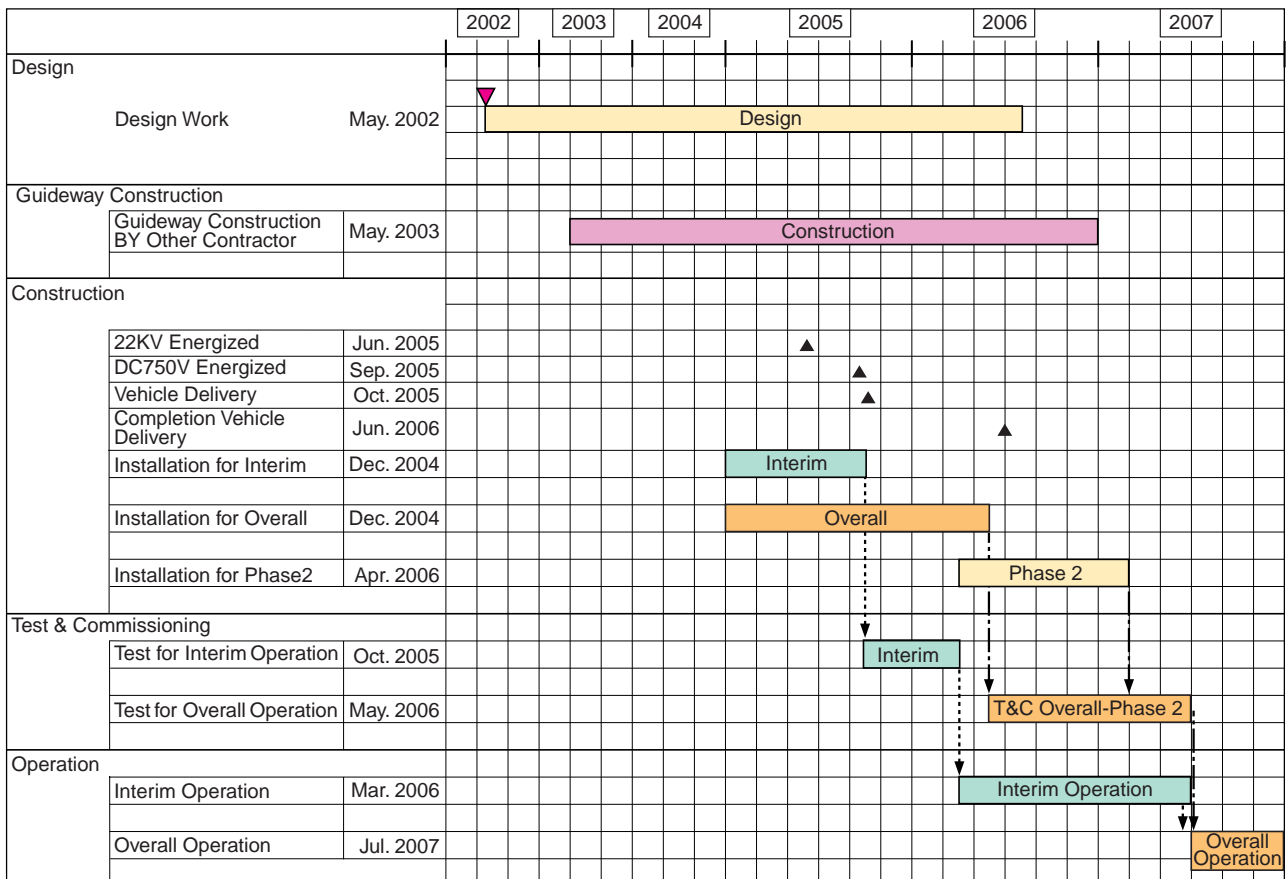 2002 2003 2004 2005 2006 2007
Design
Design Work May. 2002 Design
Guideway Construction
Guideway Construction
BY Other Contractor May. 2003 Construction
Construction
22KV Energized Jun. 2005
DC750V Energized Sep. 2005
Vehicle Delivery Oct. 2005
Completion Vehicle
Delivery Jun. 2006
Installation for Interim Dec. 2004 Interim
Installation for Overall Dec. 2004 Overall
Installation for Phase2 Apr. 2006 Phase 2
Test & Commissioning
Test for Interim Operation Oct. 2005 Interim
Test for Overall Operation May. 2006 T&C Overall-Phase 2
Operation
Interim Operation Mar. 2006 Interim Operation
Overall Operation Jul. 2007 Overall
Operation